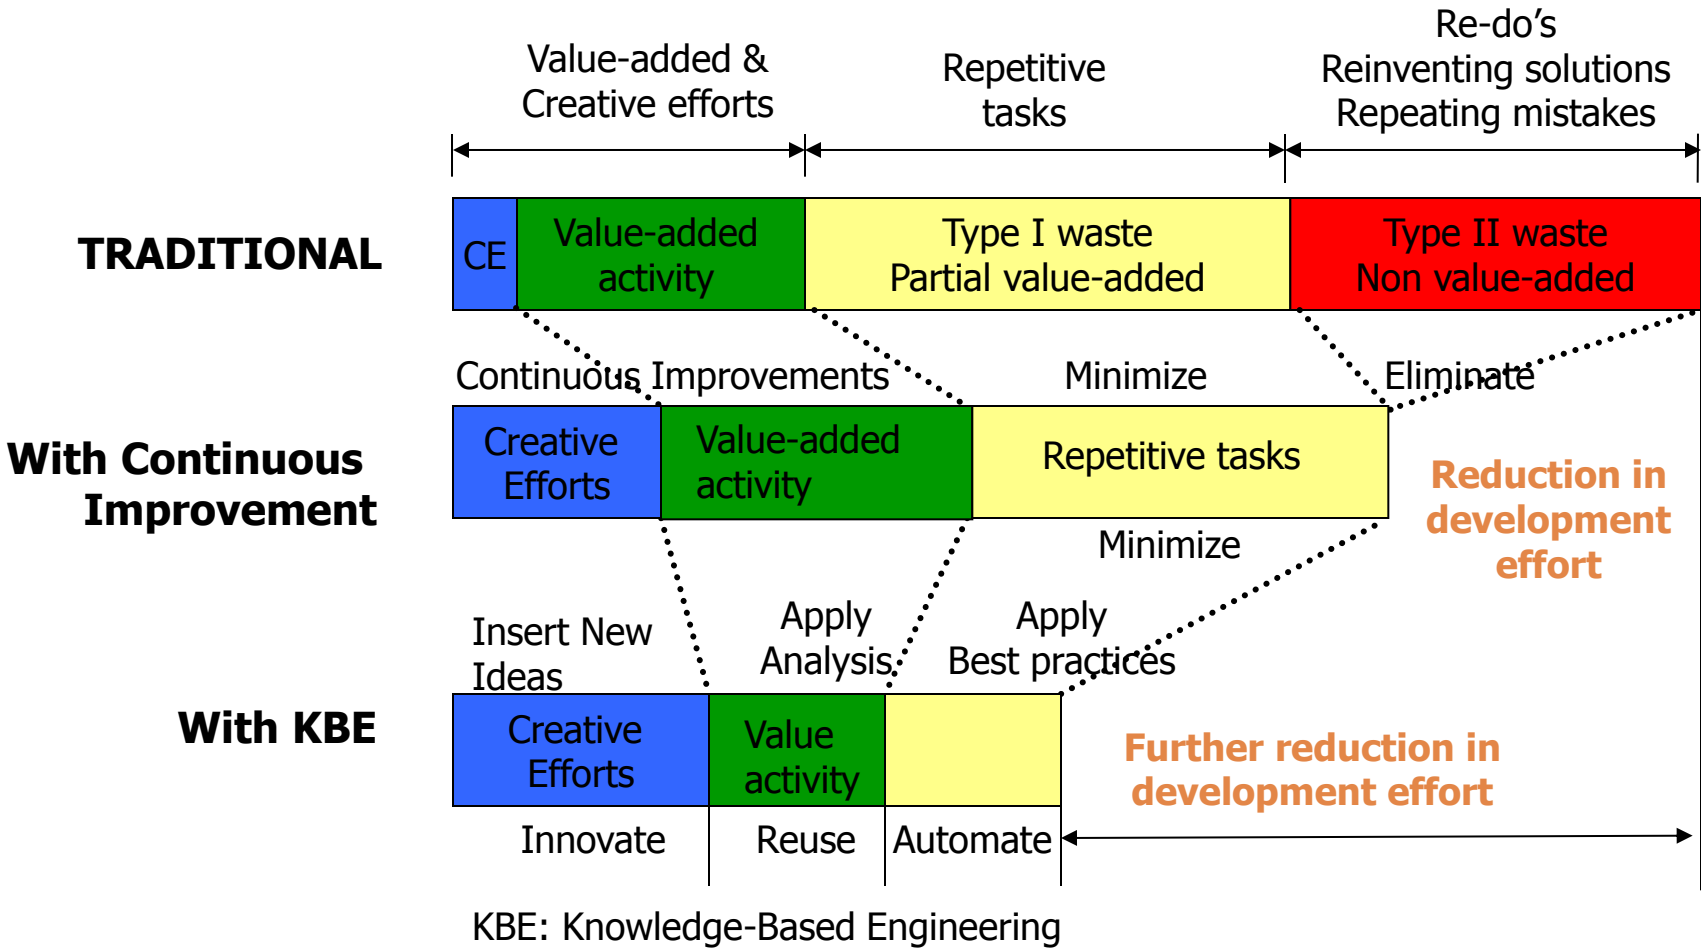 Value-added &
Creative efforts
Repetitive
tasks
Re-do’s
Reinventing solutions
Repeating mistakes
TRADITIONAL
CE
Value-added
activity
Type I waste
Partial value-added
Type II waste
Non value-added
Continuous Improvements
Minimize
Eliminate
With Continuous
Improvement
Creative
Efforts
Value-added
activity
Repetitive tasks
Reduction in
development
effort
Minimize
Insert New
Ideas
Apply
Analysis
Apply
Best practices
With KBE
Creative
Efforts
Value
activity
Further reduction in
development effort
Innovate
Reuse
Automate
KBE: Knowledge-Based Engineering